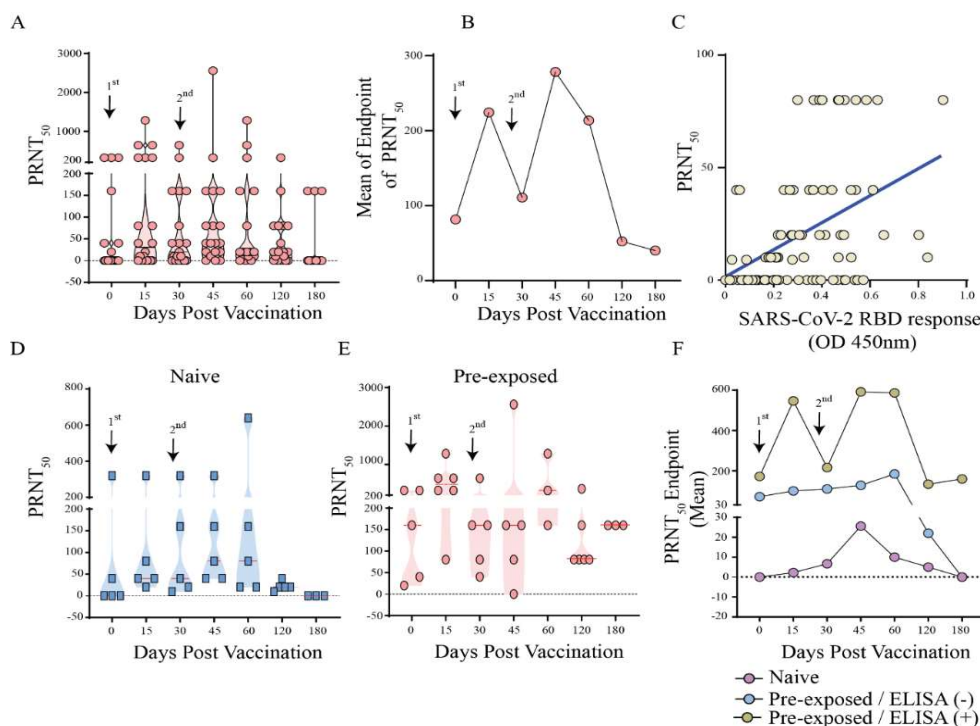 A
PRNT50
3000
2000
1000
200
200
150
100
50
0
-50
1st
2nd
0 15 30 45 60 120 180
Days Post Vaccination
B
Mean of Endpoint
of PRNT50
300
200
100
0
1st
2nd
0 15 30 45 60 120 180
Days Post Vaccination
C
PRNT50
100
50
0
0.0 0.2 0.4 0.6 0.8 1.0
SARS-CoV-2 RBD response
(OD 450nm)
D
Naive
PRNT50
800
600
400
200
200
150
100
50
0
-50
1st
2nd
0 15 30 45 60 120 180
Days Post Vaccination
E
Pre-exposed
PRNT50
3000
2000
1000
200
200
150
100
50
0
-50
1st
2nd
0 15 30 45 60 120 180
Days Post Vaccination
F
PRNT50 Endpoint
(Mean)
600
400
200
30
30
20
10
0
-10
-20
1st
2nd
0 15 30 45 60 120 180
Days Post Vaccination
Naive
Pre-exposed / ELISA (-)
Pre-exposed / ELISA (+)